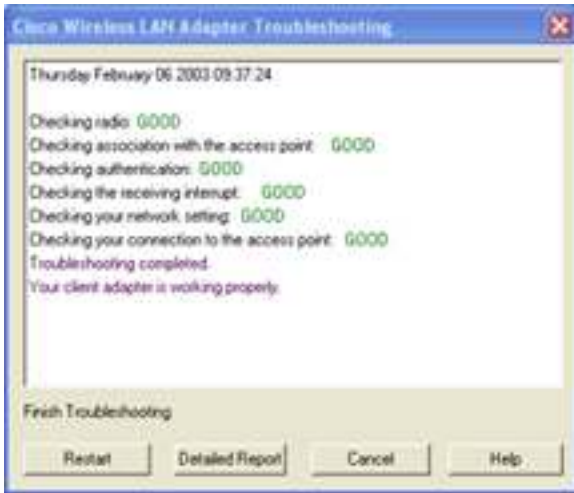 Cisco Wireless LAN Adapter Troubleshooting
Thursday February 06 2003 09:37:24
Checking radio: GOOD
Checking association with the access point: GOOD
Checking authentication: GOOD
Checking the receiving interrupt: GOOD
Checking your network setting: GOOD
Checking your connection to the access point: GOOD
Troubleshooting completed.
Your client adapter is working properly.
Finish Troubleshooting
Restart
Detailed Report
Cancel
Help